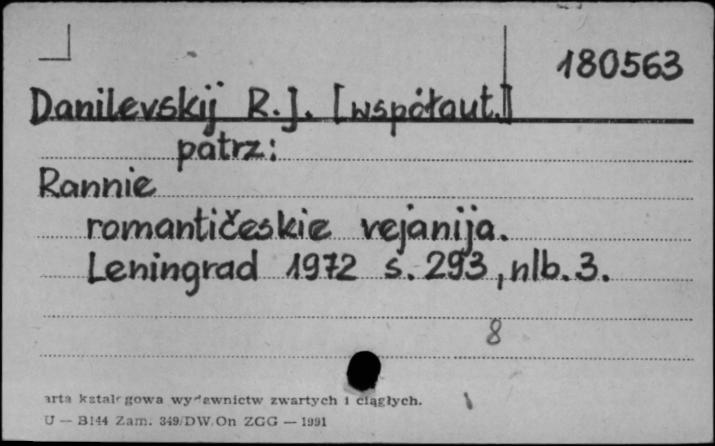 180563
Danilevskij R.J. [współaut.]
patrz:
Rannie
romantičeskie vejanija.
Leningrad 1972 s. 293, nlb. 3.
8
arta katalogowa wydawnictw zwartych i ciągłych.
U — B144 Zam. 349/DW/On ZGG — 1991